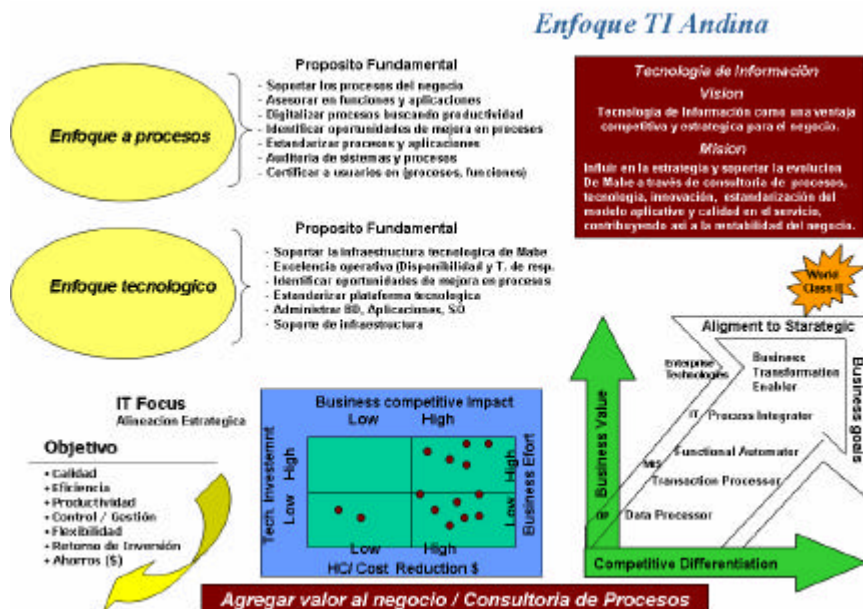 Enfoque TI Andina
Proposito Fundamental
Enfoque a procesos
- Soportar los procesos del negocio
- Asesorar en funciones y aplicaciones
- Digitalizar procesos buscando productividad
- Identificar oportunidades de mejora en procesos
- Estandarizar procesos y aplicaciones
- Auditoria de sistemas y procesos
- Certificar a usuarios en (procesos, funciones)
Tecnologia de Información
Vision
Tecnologia de Información como una ventaja
competitiva y estrategica para el negocio.
Mision
Influir en la estrategia y soportar la evolucion
De Mabe a través de consultoria de procesos,
tecnologia, innovación, estandarización del
modelo aplicativo y calidad en el servicio,
contribuyendo asi a la rentabilidad del negocio.
Proposito Fundamental
Enfoque tecnologico
- Soportar la infraestructura tecnologica de Mabe
- Excelencia operativa (Disponibilidad y T. de resp.
- Identificar oportunidades de mejora en procesos
- Estandarizar plataforma tecnologica
- Administrar BD, Aplicaciones, S.O
- Soporte de infraestructura
IT Focus
Alineacion Estrategica
Objetivo
• Calidad
• Eficiencia
• Productividad
• Control / Gestión
• Flexibilidad
• Retorno de Inversión
• Ahorros ($)
Business competitive Impact
Low High
Tech. Investemnt
Low High
Business Efort
Low High
Low High
HC/ Cost Reduction $
World
Class
Aligment to Starategic
Business goals
Business Value
Enterprise
Technologies
Business
Transformation
Enabler
IT Process Integrator
MIS Functional Automater
Transaction Processor
DP Data Processor
Competitive Differentiation
Agregar valor al negocio / Consultoria de Procesos